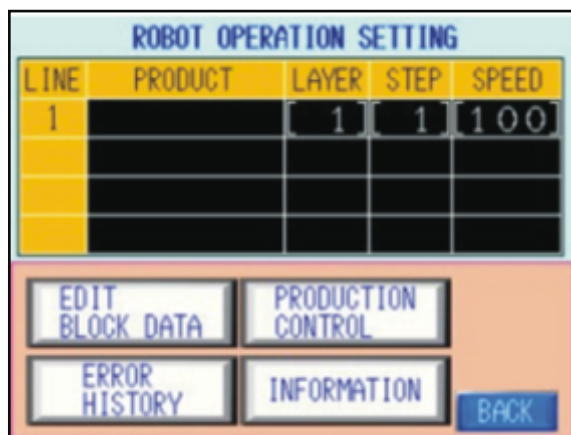 ROBOT OPERATION SETTING
LINE PRODUCT LAYER STEP SPEED
1 [ 1] [ 1] [100]
EDIT
BLOCK DATA
PRODUCTION
CONTROL
ERROR
HISTORY
INFORMATION
BACK